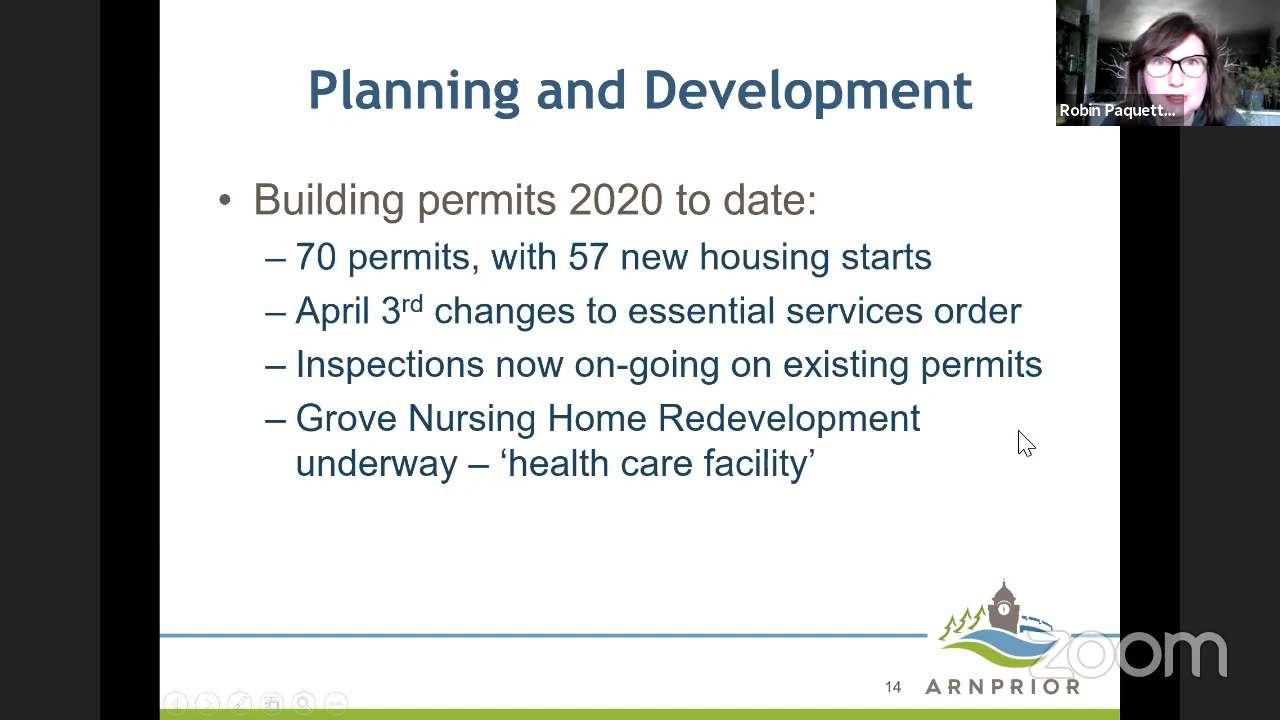 Planning and Development
Robin Paquett...
• Building permits 2020 to date:
– 70 permits, with 57 new housing starts
– April 3rd changes to essential services order
– Inspections now on-going on existing permits
– Grove Nursing Home Redevelopment
underway – ‘health care facility’
zoom
14 ARNPRIOR